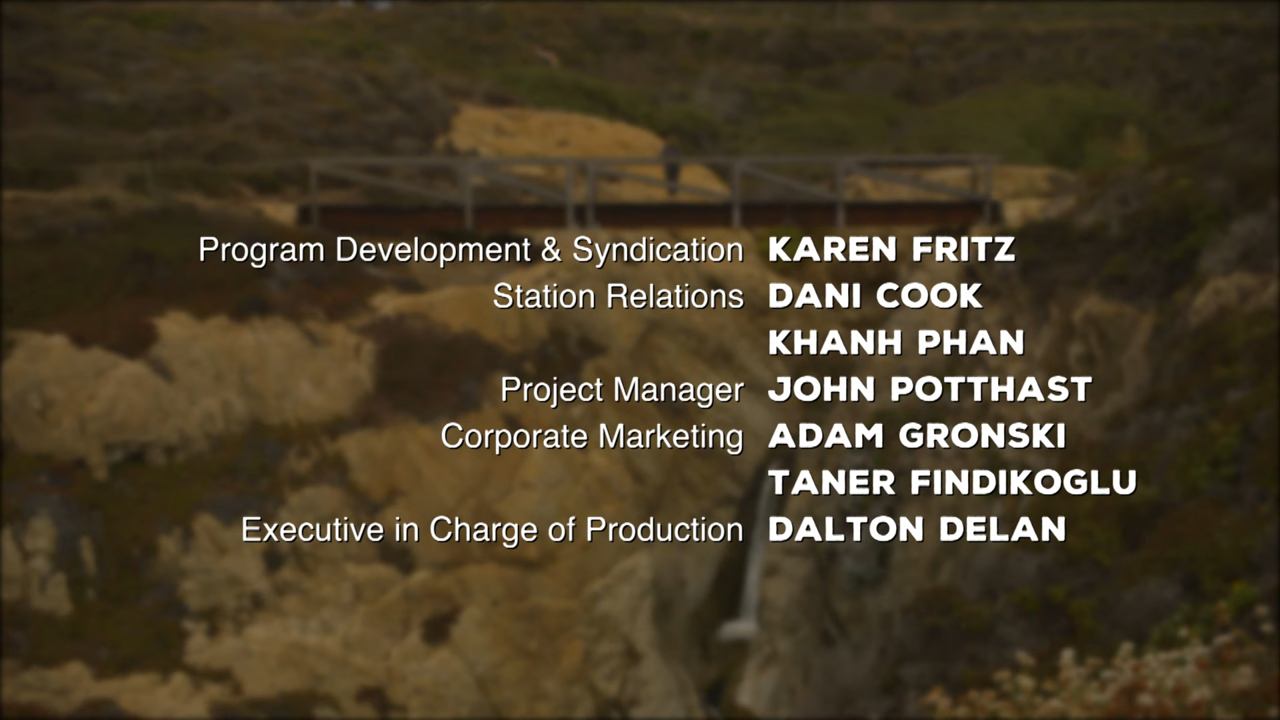 Program Development & Syndication KAREN FRITZ
Station Relations DANI COOK
KHANH PHAN
Project Manager JOHN POTTHAST
Corporate Marketing ADAM GRONSKI
TANER FINDIKOGLU
Executive in Charge of Production DALTON DELAN